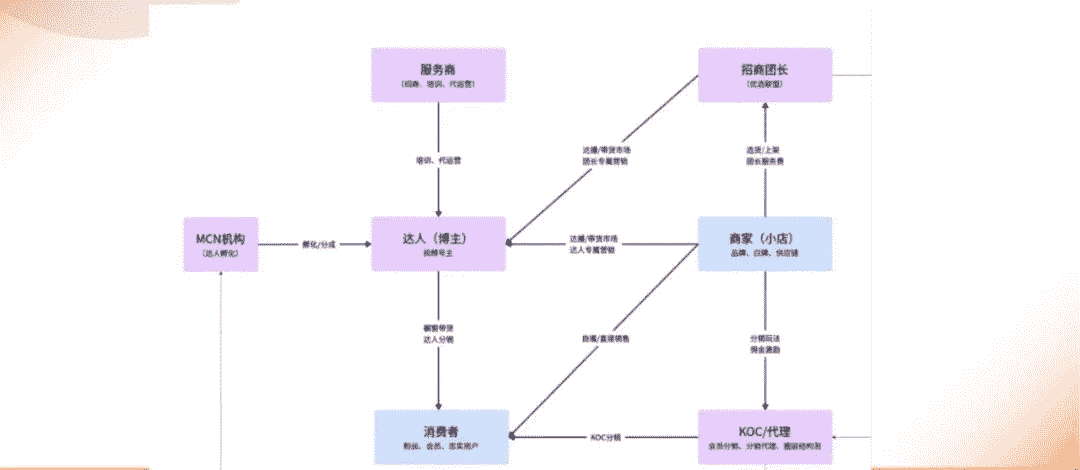 服务商
(招商、培训、代运营)
招商团长
(优选联盟)
培训、代运营
达播/带货市场
团长专属营销
选货/上架
团长服务费
MCN机构
(达人孵化)
孵化/分成
达人（博主）
视频号主
达播/带货市场
达人专属营销
商家（小店）
品牌、白牌、供应链
橱窗带货
达人分销
自播/直接销售
分销玩法
佣金激励
消费者
粉丝、会员、忠实客户
KOC分销
KOC/代理
会员分销、分销代理、